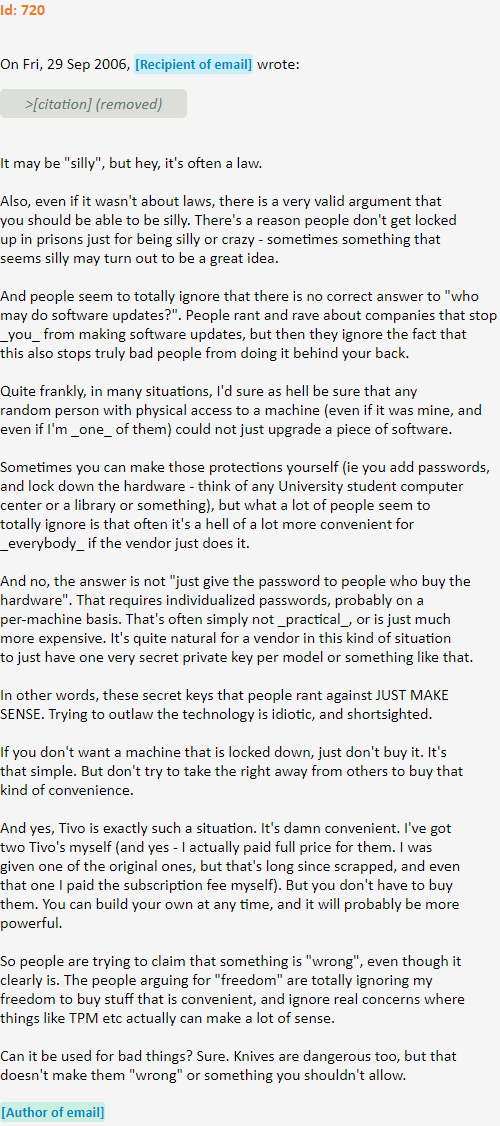 Id: 720
On Fri, 29 Sep 2006, [Recipient of email] wrote:
>[citation] (removed)
It may be "silly", but hey, it's often a law.
Also, even if it wasn't about laws, there is a very valid argument that
you should be able to be silly. There's a reason people don't get locked
up in prisons just for being silly or crazy - sometimes something that
seems silly may turn out to be a great idea.
And people seem to totally ignore that there is no correct answer to "who
may do software updates?". People rant and rave about companies that stop
_you_ from making software updates, but then they ignore the fact that
this also stops truly bad people from doing it behind your back.
Quite frankly, in many situations, I'd sure as hell be sure that any
random person with physical access to a machine (even if it was mine, and
even if I'm _one_ of them) could not just upgrade a piece of software.
Sometimes you can make those protections yourself (ie you add passwords,
and lock down the hardware - think of any University student computer
center or a library or something), but what a lot of people seem to
totally ignore is that often it's a hell of a lot more convenient for
_everybody_ if the vendor just does it.
And no, the answer is not "just give the password to people who buy the
hardware". That requires individualized passwords, probably on a
per-machine basis. That's often simply not _practical_, or is just much
more expensive. It's quite natural for a vendor in this kind of situation
to just have one very secret private key per model or something like that.
In other words, these secret keys that people rant against JUST MAKE
SENSE. Trying to outlaw the technology is idiotic, and shortsighted.
If you don't want a machine that is locked down, just don't buy it. It's
that simple. But don't try to take the right away from others to buy that
kind of convenience.
And yes, Tivo is exactly such a situation. It's damn convenient. I've got
two Tivo's myself (and yes - I actually paid full price for them. I was
given one of the original ones, but that's long since scrapped, and even
that one I paid the subscription fee myself). But you don't have to buy
them. You can build your own at any time, and it will probably be more
powerful.
So people are trying to claim that something is "wrong", even though it
clearly is. The people arguing for "freedom" are totally ignoring my
freedom to buy stuff that is convenient, and ignore real concerns where
things like TPM etc actually can make a lot of sense.
Can it be used for bad things? Sure. Knives are dangerous too, but that
doesn't make them "wrong" or something you shouldn't allow.
[Author of email]